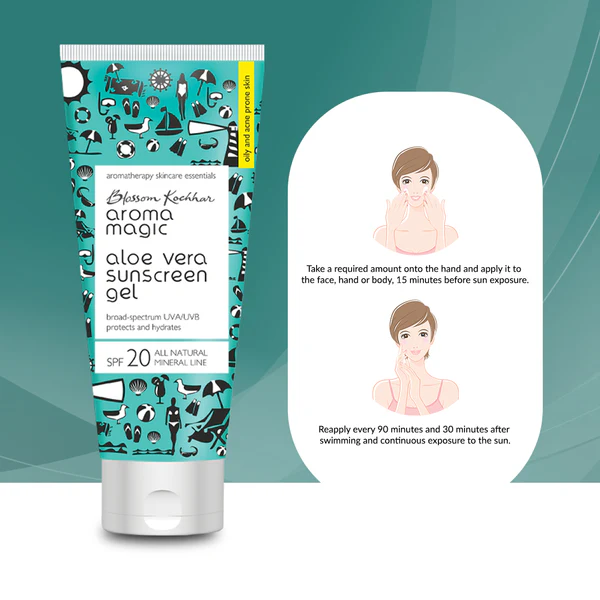 oily and acne prone skin
aromatherapy skincare essentials
Blossom Kochhar
aroma
magic
aloe vera
sunscreen
gel
broad-spectrum UVA/UVB
protects and hydrates
SPF 20 ALL NATURAL
MINERAL LINE
Take a required amount onto the hand and apply it to
the face, hand or body, 15 minutes before sun exposure.
Reapply every 90 minutes and 30 minutes after
swimming and continuous exposure to the sun.